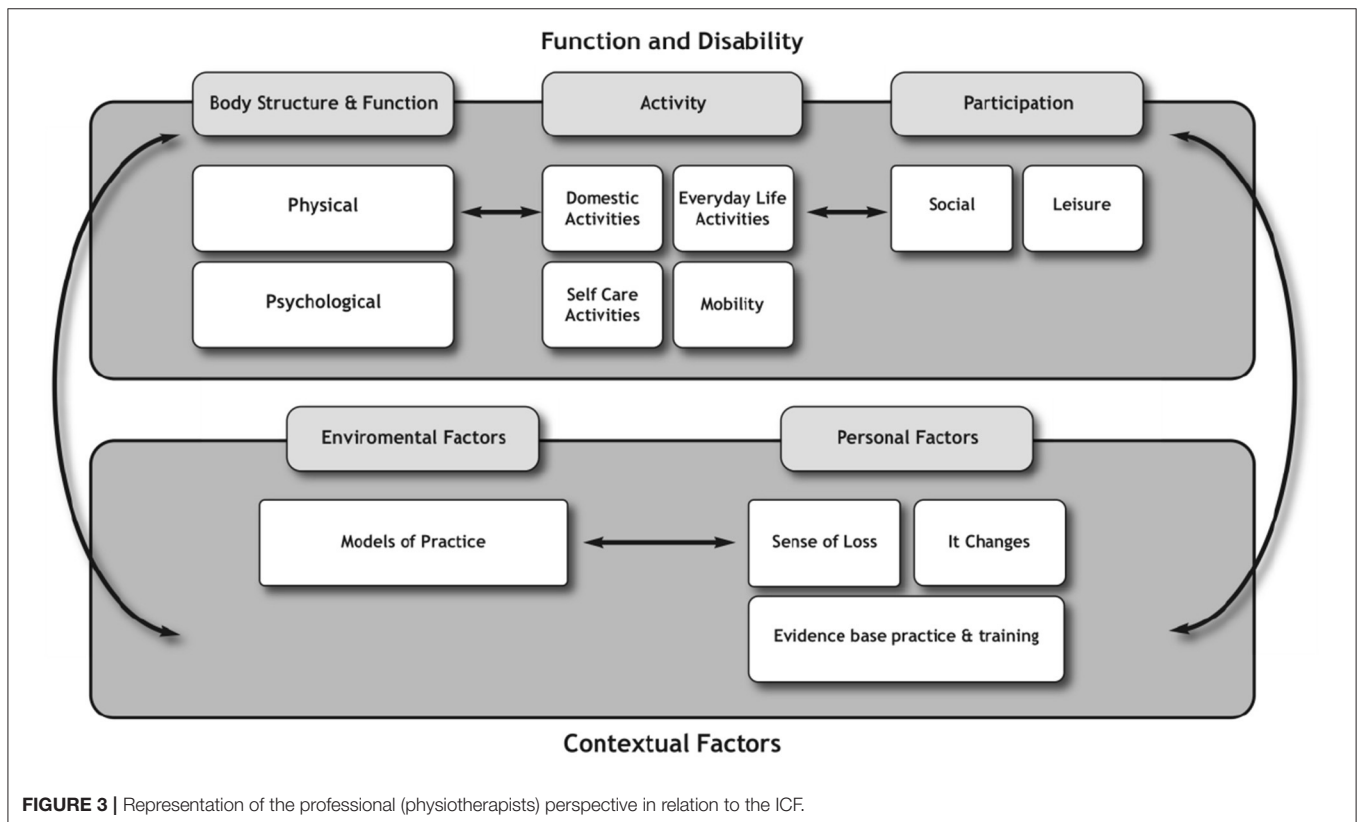 Function and Disability
Body Structure & Function
Activity
Participation
Physical
Domestic
Activities
Everyday Life
Activities
Social
Leisure
Psychological
Self Care
Activities
Mobility
Enviromental Factors
Personal Factors
Models of Practice
Sense of Loss
It Changes
Evidence base practice & training
Contextual Factors
FIGURE 3 | Representation of the professional (physiotherapists) perspective in relation to the ICF.